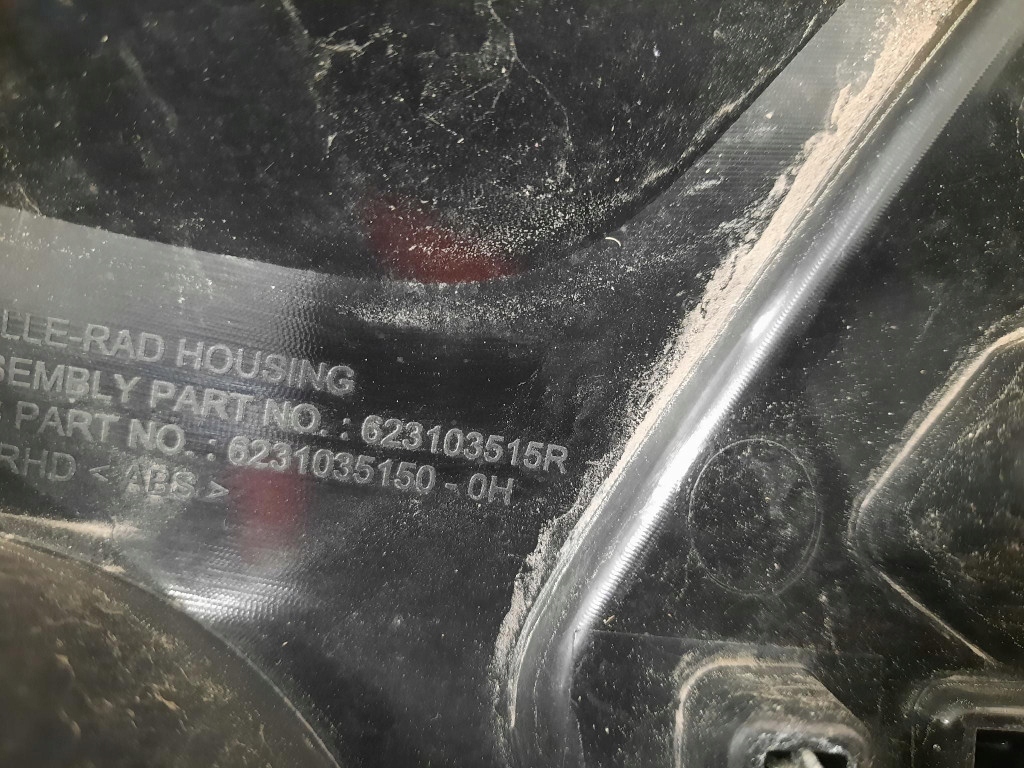 LLE-RAD HOUSING
SEMBLY PART NO. : 623103515R
PART NO. : 6231035150 - 0H
RHD < ABS >